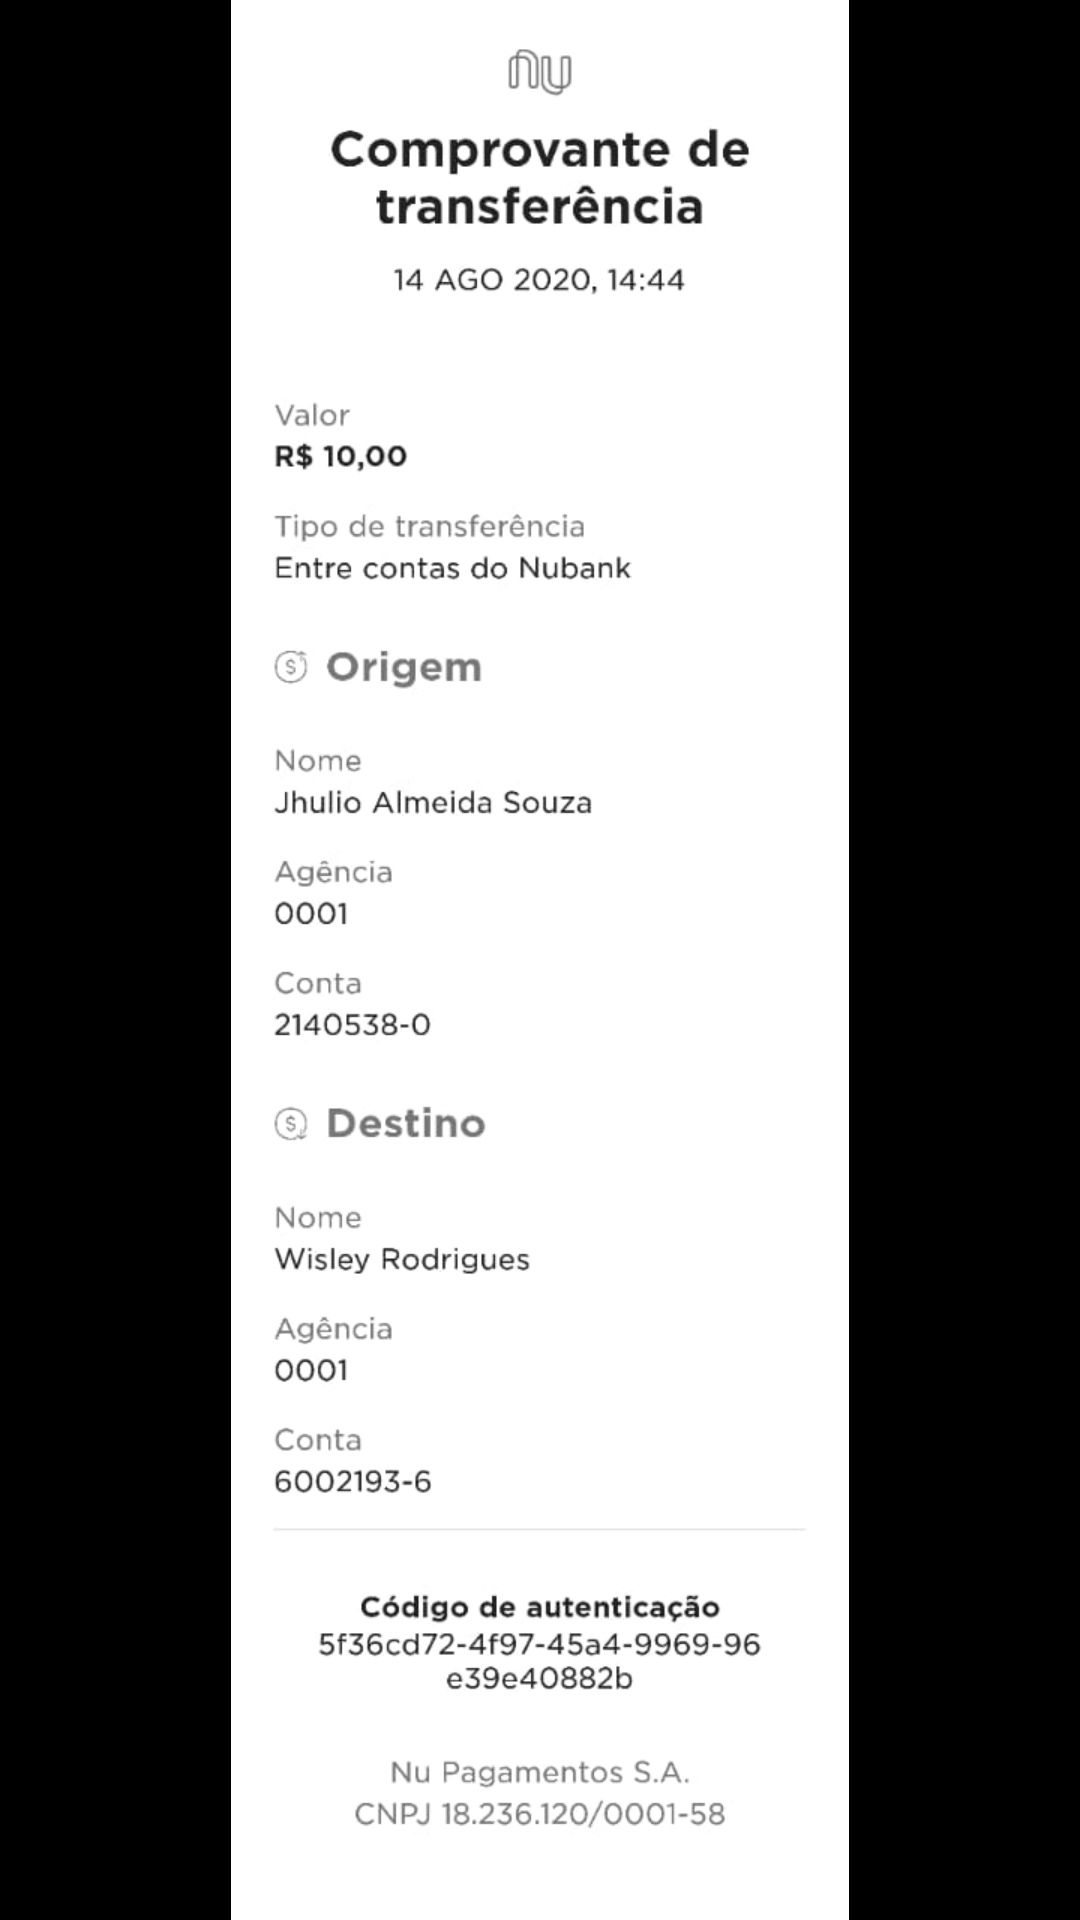 nu
Comprovante de
transferência
14 AGO 2020, 14:44
Valor
R$ 10,00
Tipo de transferência
Entre contas do Nubank
Origem
Nome
Jhulio Almeida Souza
Agência
0001
Conta
2140538-0
Destino
Nome
Wisley Rodrigues
Agência
0001
Conta
6002193-6
Código de autenticação
5f36cd72-4f97-45a4-9969-96
e39e40882b
Nu Pagamentos S.A.
CNPJ 18.236.120/0001-58